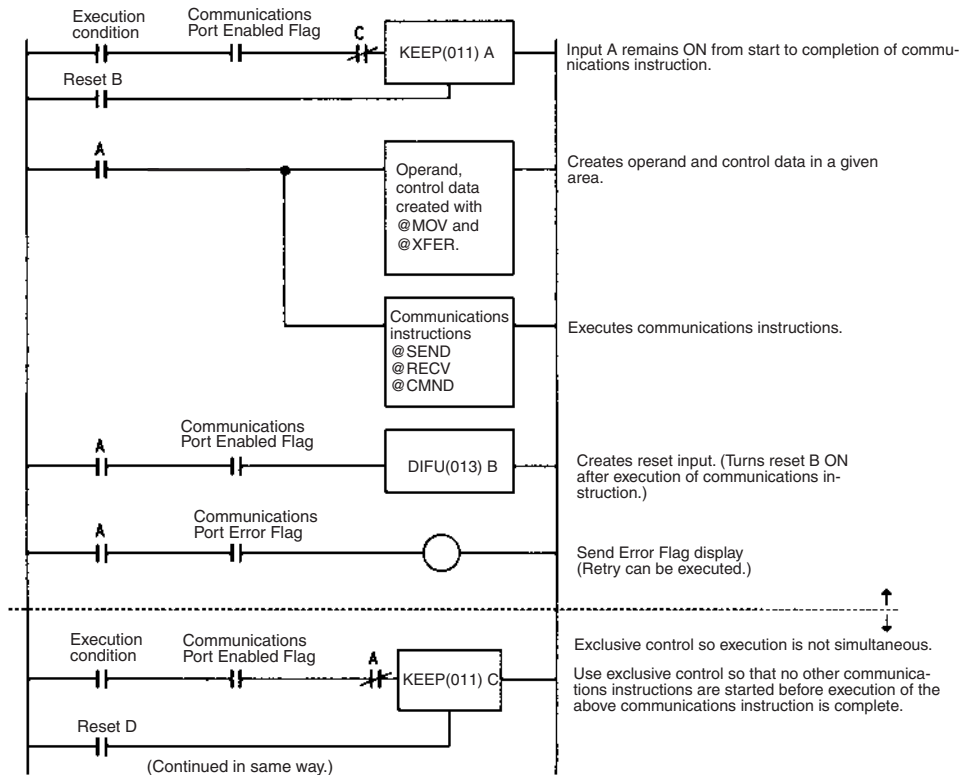 Execution
condition
Communications
Port Enabled Flag
C
KEEP(011) A
Input A remains ON from start to completion of commu-
nications instruction.
Reset B
A
Operand,
control data
created with
@MOV and
@XFER.
Creates operand and control data in a given
area.
Communications
instructions
@SEND
@RECV
@CMND
Executes communications instructions.
A
Communications
Port Enabled Flag
DIFU(013) B
Creates reset input. (Turns reset B ON
after execution of communications in-
struction.)
A
Communications
Port Error Flag
Send Error Flag display
(Retry can be executed.)
Exclusive control so execution is not simultaneous.
Execution
condition
Communications
Port Enabled Flag
A
KEEP(011) C
Use exclusive control so that no other communica-
tions instructions are started before execution of the
above communications instruction is complete.
Reset D
(Continued in same way.)